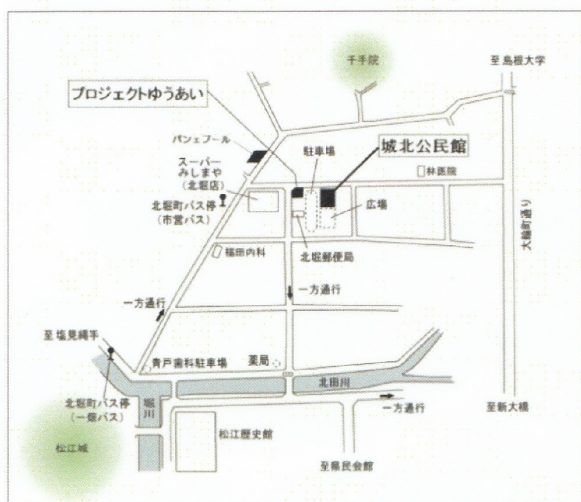 千手院
至 島根大学
プロジェクトゆうあい
パンェフール
駐車場
城北公民館
スーパー
みしまや
(北堀店)
林医院
北堀町バス停
(市営バス)
広場
大輪町通り
福田内科
北堀郵便局
一方通行
一方通行
至 塩見縄手
青戸歯科駐車場
薬局
北田川
北堀町バス停
(一畑バス)
堀川
一方通行
至 新大橋
松江城
松江歴史館
至 県民会館